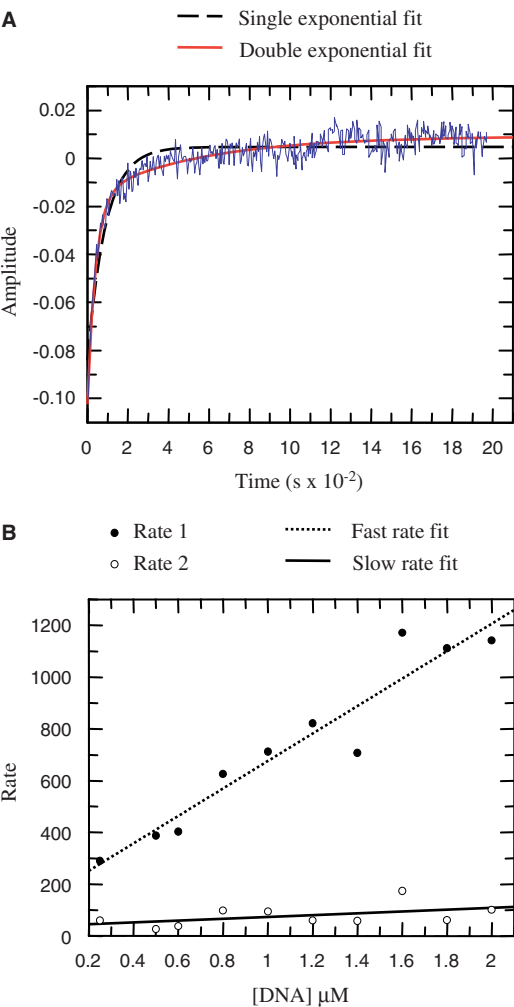 A
Single exponential fit
Double exponential fit
0.02
0
-0.02
-0.04
-0.06
-0.08
-0.10
Amplitude
0 2 4 6 8 10 12 14 16 18 20
Time (s x 10-2)
B
Rate 1 Fast rate fit
Rate 2 Slow rate fit
1200
1000
800
600
400
200
0
Rate
0.2 0.4 0.6 0.8 1 1.2 1.4 1.6 1.8 2
[DNA] μM